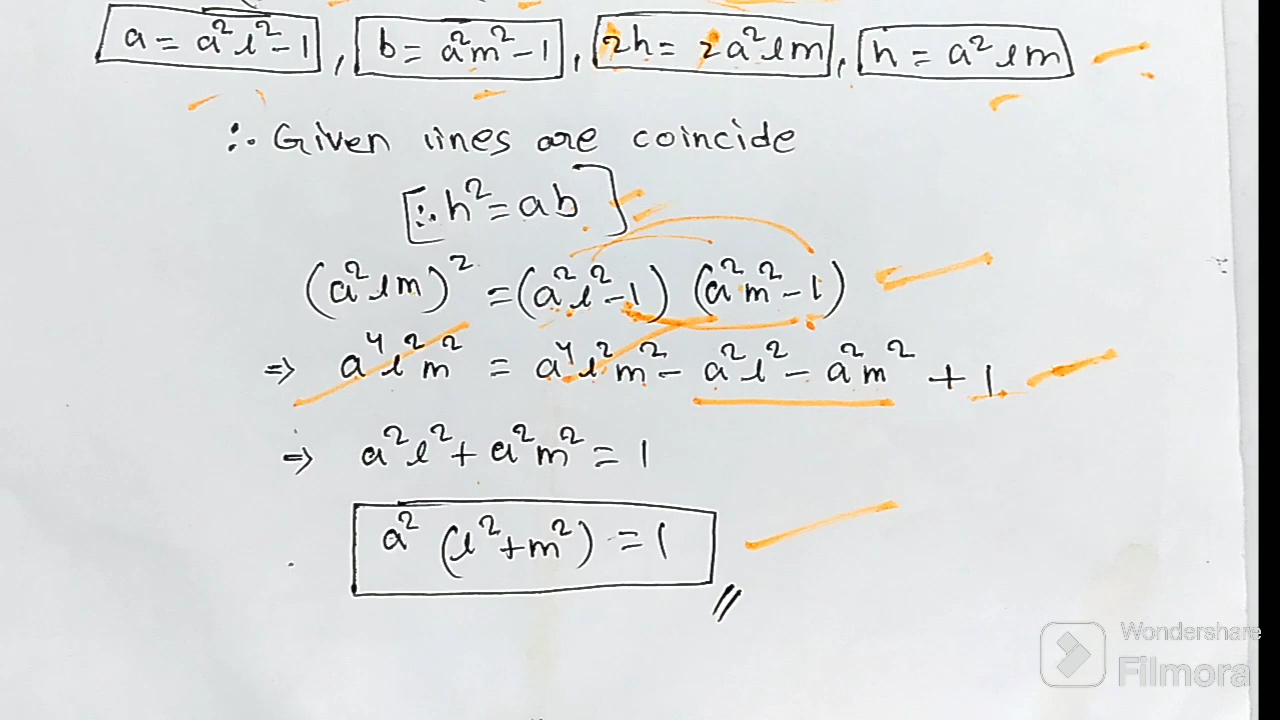 a = a²l²-1, b = a²m²-1, 2h = 2a²lm, h = a²lm
∴ Given lines are coincide
[∴ h² = ab]
(a²lm)² = (a²l²-1) (a²m²-1)
⇒ a⁴l²m² = a⁴l²m² - a²l² - a²m² + 1
⇒ a²l² + a²m² = 1
a² (l²+m²) = 1
Wondershare
Filmora